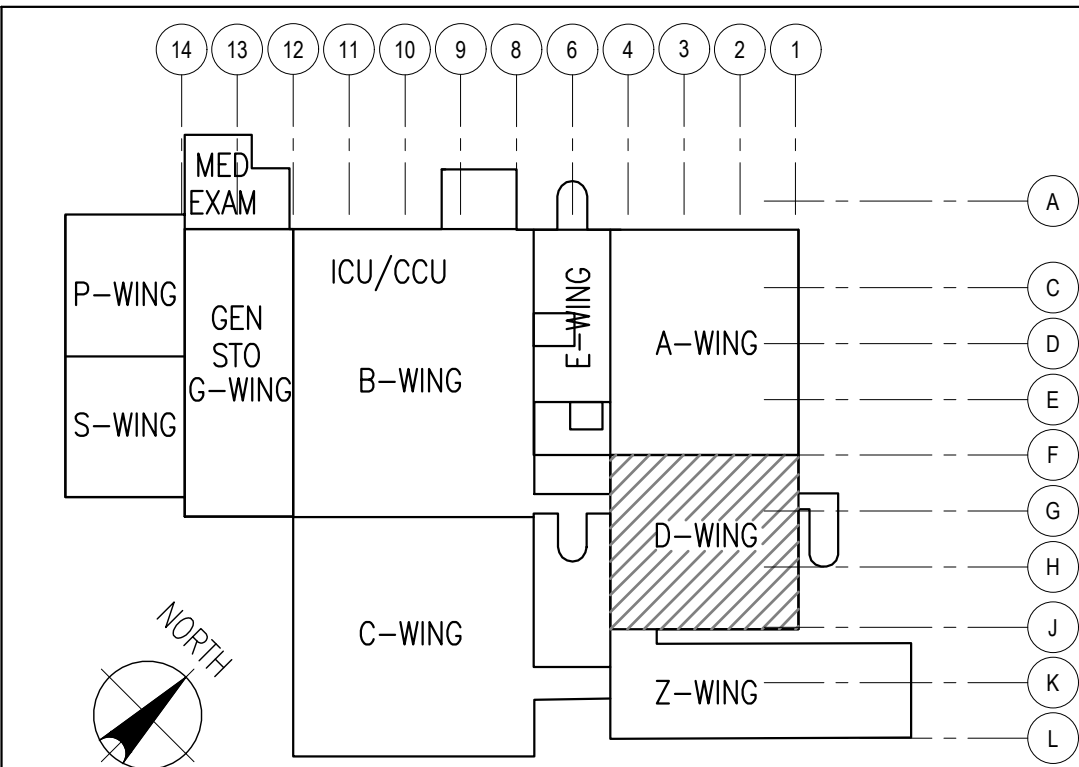 14 13 12 11 10 9 8 6 4 3 2 1
MED
EXAM
A
P-WING
GEN
STO
G-WING
ICU/CCU
B-WING
E-WING
A-WING
C
D
S-WING
E
F
D-WING
G
H
C-WING
J
Z-WING
K
L
NORTH